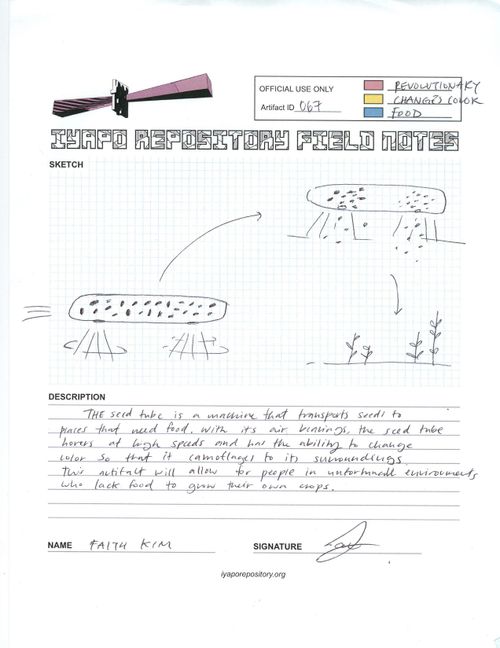 OFFICIAL USE ONLY
Artifact ID 067
REVOLUTIONARY
CHANGES COLOR
FOOD
IYAPO REPOSITORY FIELD NOTES
SKETCH
DESCRIPTION
THE seed tube is a machine that transports seeds to
places that need food. With its air bearings, the seed tube
hovers at high speeds and has the ability to change
color so that it camoflages to its surroundings.
This artifact will allow for people in unfortunate environments
who lack food to grow their own crops.
NAME FAITH KIM
SIGNATURE
iyaporepository.org